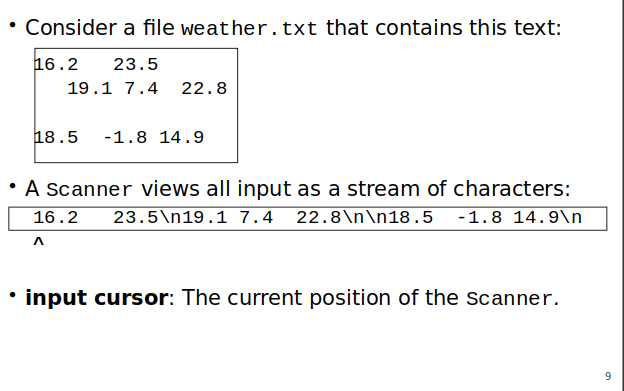 • Consider a file weather.txt that contains this text:
16.2   23.5
   19.1 7.4  22.8

18.5  -1.8 14.9
• A Scanner views all input as a stream of characters:
16.2   23.5\n19.1 7.4  22.8\n\n18.5  -1.8 14.9\n
^
• input cursor: The current position of the Scanner.
9